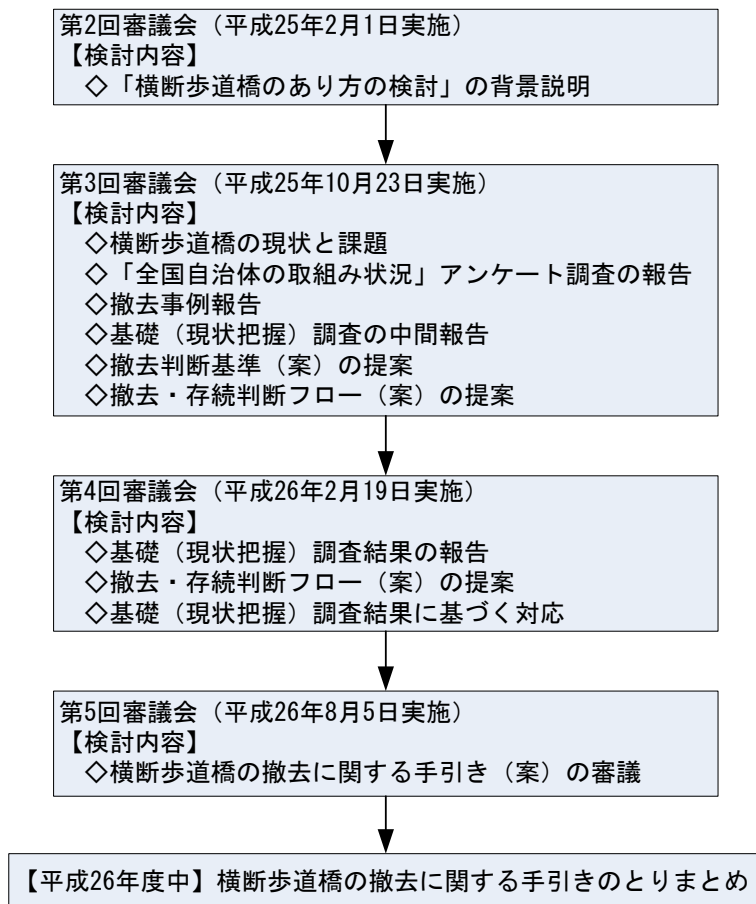 第2回審議会（平成25年2月1日実施）
【検討内容】
◇「横断歩道橋のあり方の検討」の背景説明
第3回審議会（平成25年10月23日実施）
【検討内容】
◇横断歩道橋の現状と課題
◇「全国自治体の取組み状況」アンケート調査の報告
◇撤去事例報告
◇基礎（現状把握）調査の中間報告
◇撤去判断基準（案）の提案
◇撤去・存続判断フロー（案）の提案
第4回審議会（平成26年2月19日実施）
【検討内容】
◇基礎（現状把握）調査結果の報告
◇撤去・存続判断フロー（案）の提案
◇基礎（現状把握）調査結果に基づく対応
第5回審議会（平成26年8月5日実施）
【検討内容】
◇横断歩道橋の撤去に関する手引き（案）の審議
【平成26年度中】横断歩道橋の撤去に関する手引きのとりまとめ